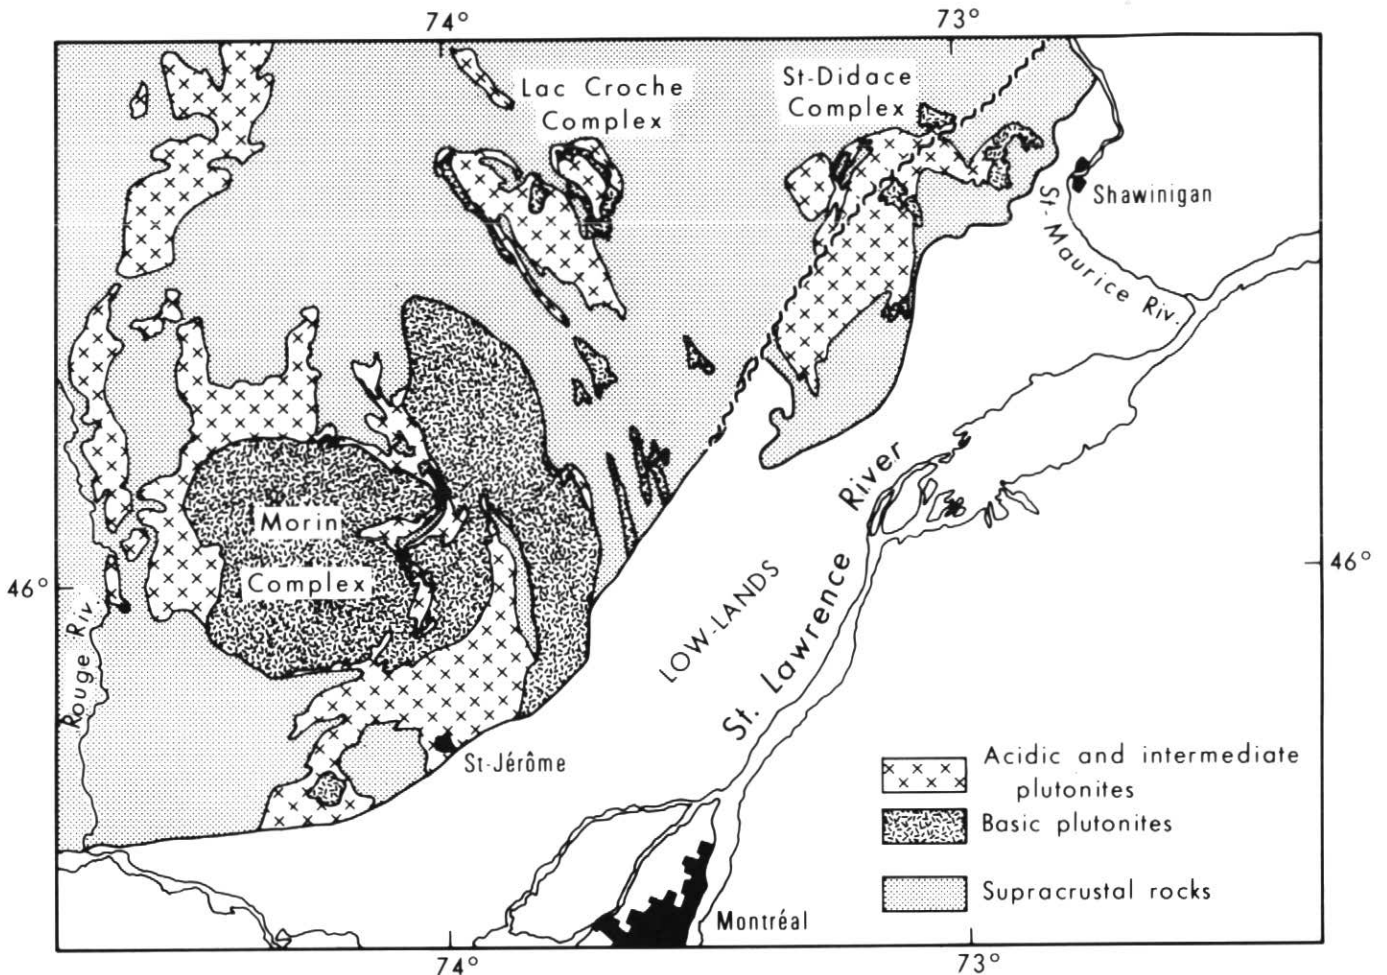 74°
73°
Lac Croche
Complex
St-Didace
Complex
Shawinigan
St-Maurice Riv.
Morin
Complex
46°
46°
Rouge Riv.
LOW-LANDS
St. Lawrence River
St-Jérôme
Acidic and intermediate
plutonites
Basic plutonites
Supracrustal rocks
Montréal
74°
73°